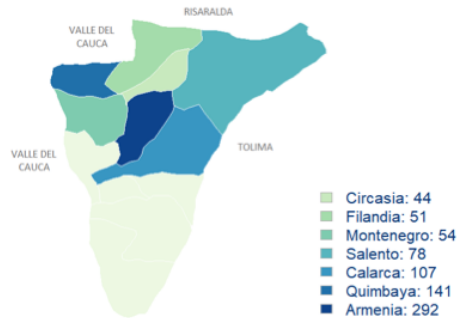 RISARALDA
VALLE DEL
CAUCA
VALLE DEL
CAUCA
TOLIMA
Circasia: 44
Filandia: 51
Montenegro: 54
Salento: 78
Calarca: 107
Quimbaya: 141
Armenia: 292